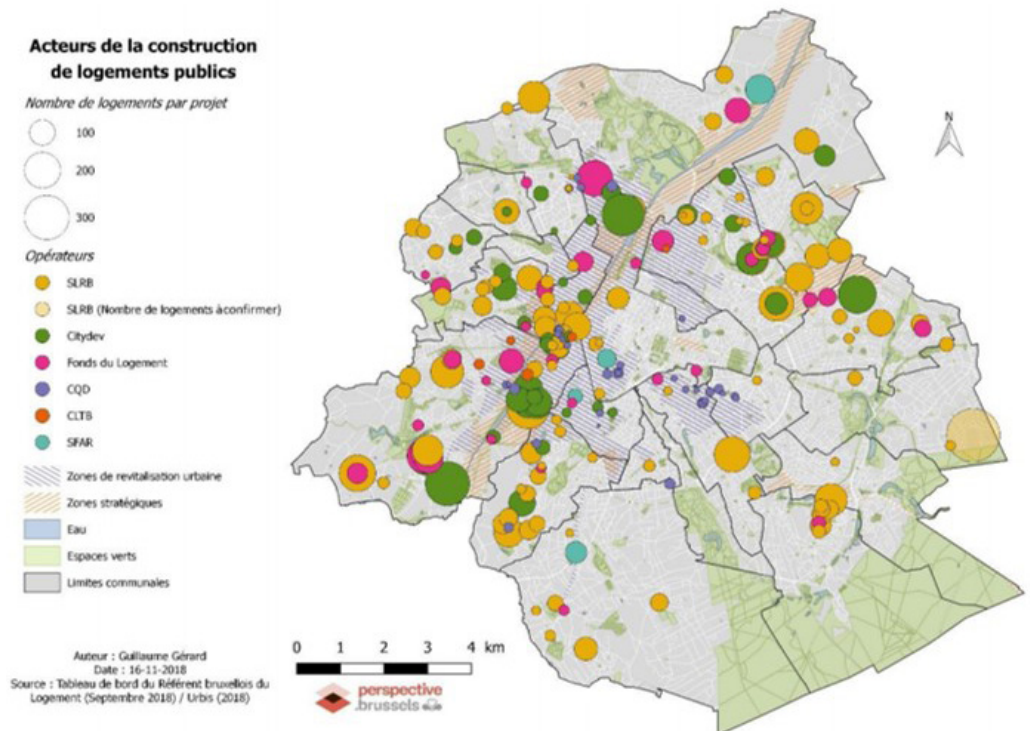 Acteurs de la construction
de logements publics
Nombre de logements par projet
100
200
300
Opérateurs
SLRB
SLRB (Nombre de logements àconfirmer)
Citydev
Fonds du Logement
CQD
CLTB
SFAR
Zones de revitalisation urbaine
Zones stratégiques
Eau
Espaces verts
Limites communales
Auteur : Guillaume Gérard
Date : 16-11-2018
Source : Tableau de bord du Référent bruxellois du
Logement (Septembre 2018) / Urbis (2018)
N
0 1 2 3 4 km
perspective
.brussels